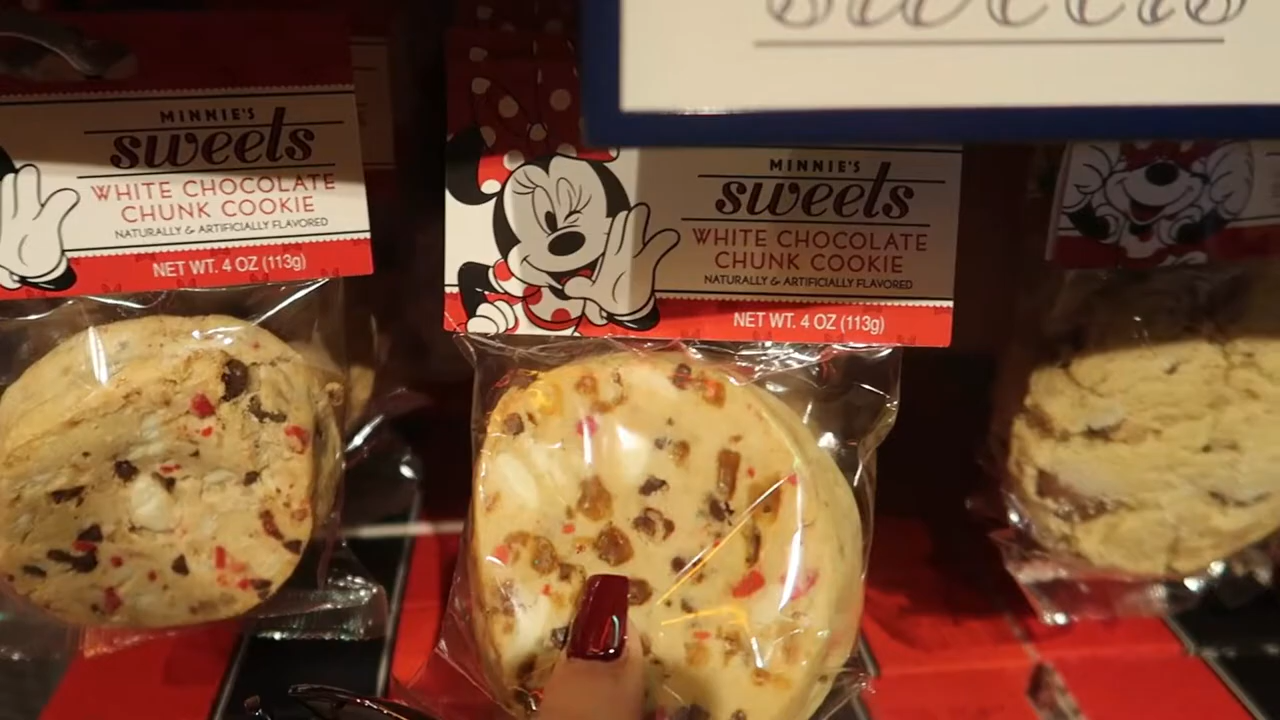 sweets
MINNIE'S
sweets
WHITE CHOCOLATE
CHUNK COOKIE
NATURALLY & ARTIFICIALLY FLAVORED
NET WT. 4 OZ (113g)
MINNIE'S
sweets
WHITE CHOCOLATE
CHUNK COOKIE
NATURALLY & ARTIFICIALLY FLAVORED
NET WT. 4 OZ (113g)